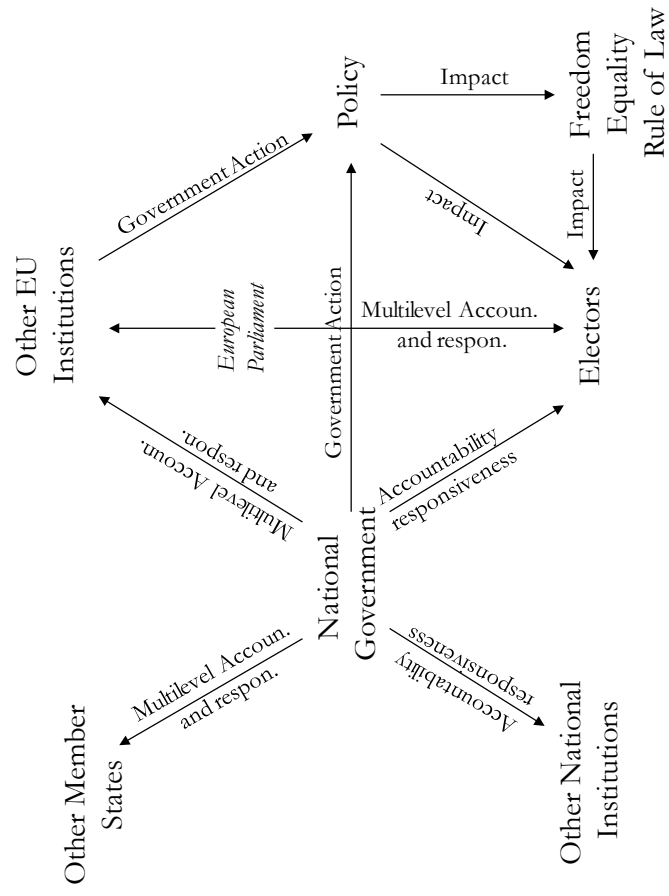 Other Member
States
Other EU
Institutions
Multilevel Accoun.
and respon.
Multilevel Accoun.
and respon.
Government Action
European
Parliament
National
Government
Government Action
Policy
Multilevel Accoun.
and respon.
Impact
Impact
Accountability
responsiveness
Accountability
responsiveness
Other National
Institutions
Electors
Impact
Freedom
Equality
Rule of Law